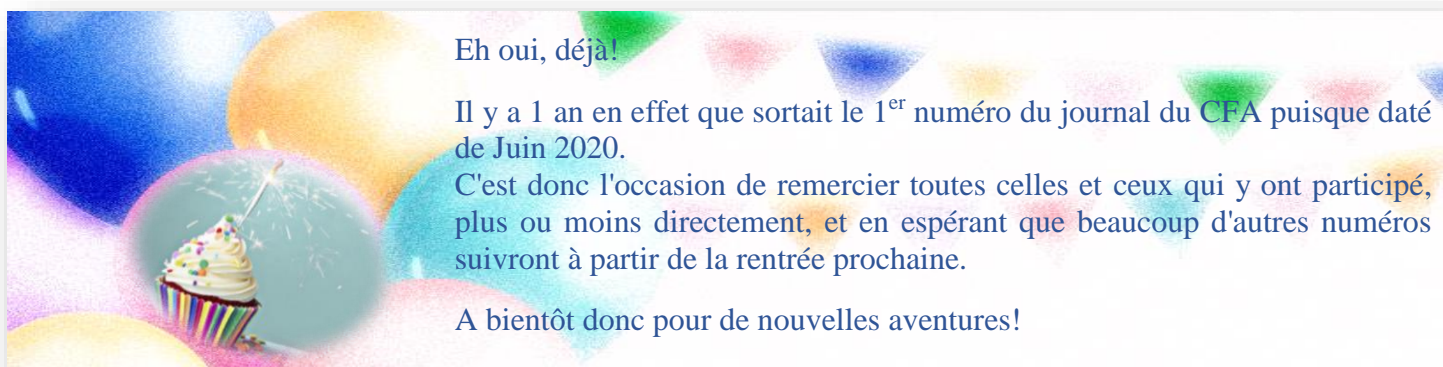 Eh oui, déjà!
Il y a 1 an en effet que sortait le 1er numéro du journal du CFA puisque daté
de Juin 2020.
C'est donc l'occasion de remercier toutes celles et ceux qui y ont participé,
plus ou moins directement, et en espérant que beaucoup d'autres numéros
suivront à partir de la rentrée prochaine.
A bientôt donc pour de nouvelles aventures!